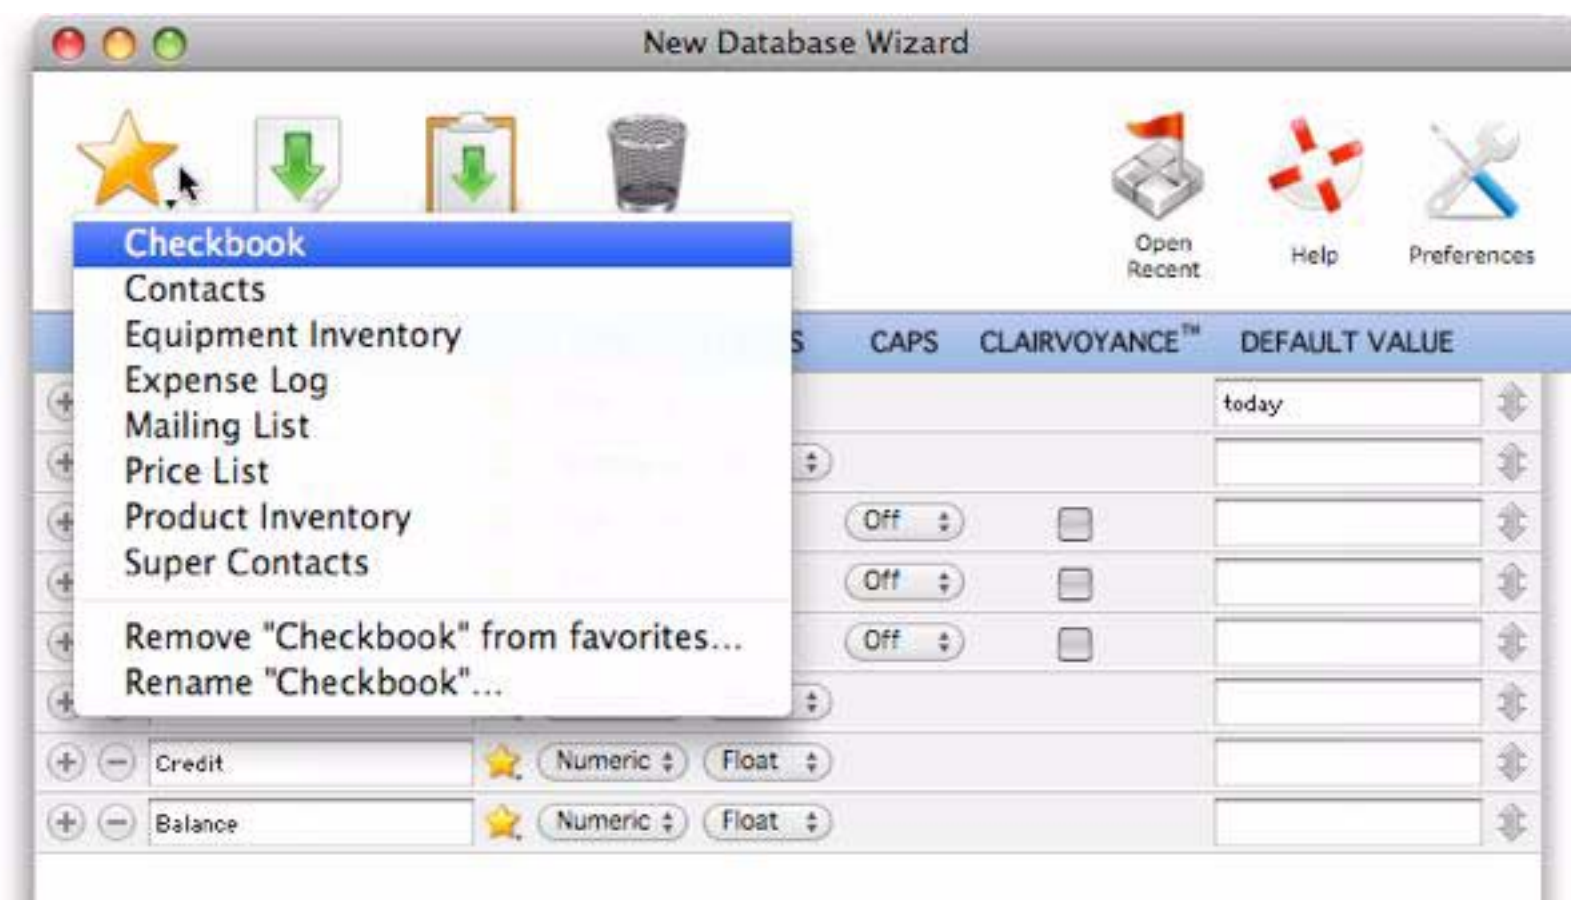 New Database Wizard
Open
Recent
Help
Preferences
Checkbook
Contacts
Equipment Inventory
Expense Log
Mailing List
Price List
Product Inventory
Super Contacts
Remove "Checkbook" from favorites...
Rename "Checkbook"...
S CAPS CLAIRVOYANCE™ DEFAULT VALUE
today
Off
Off
Off
Credit Numeric Float
Balance Numeric Float